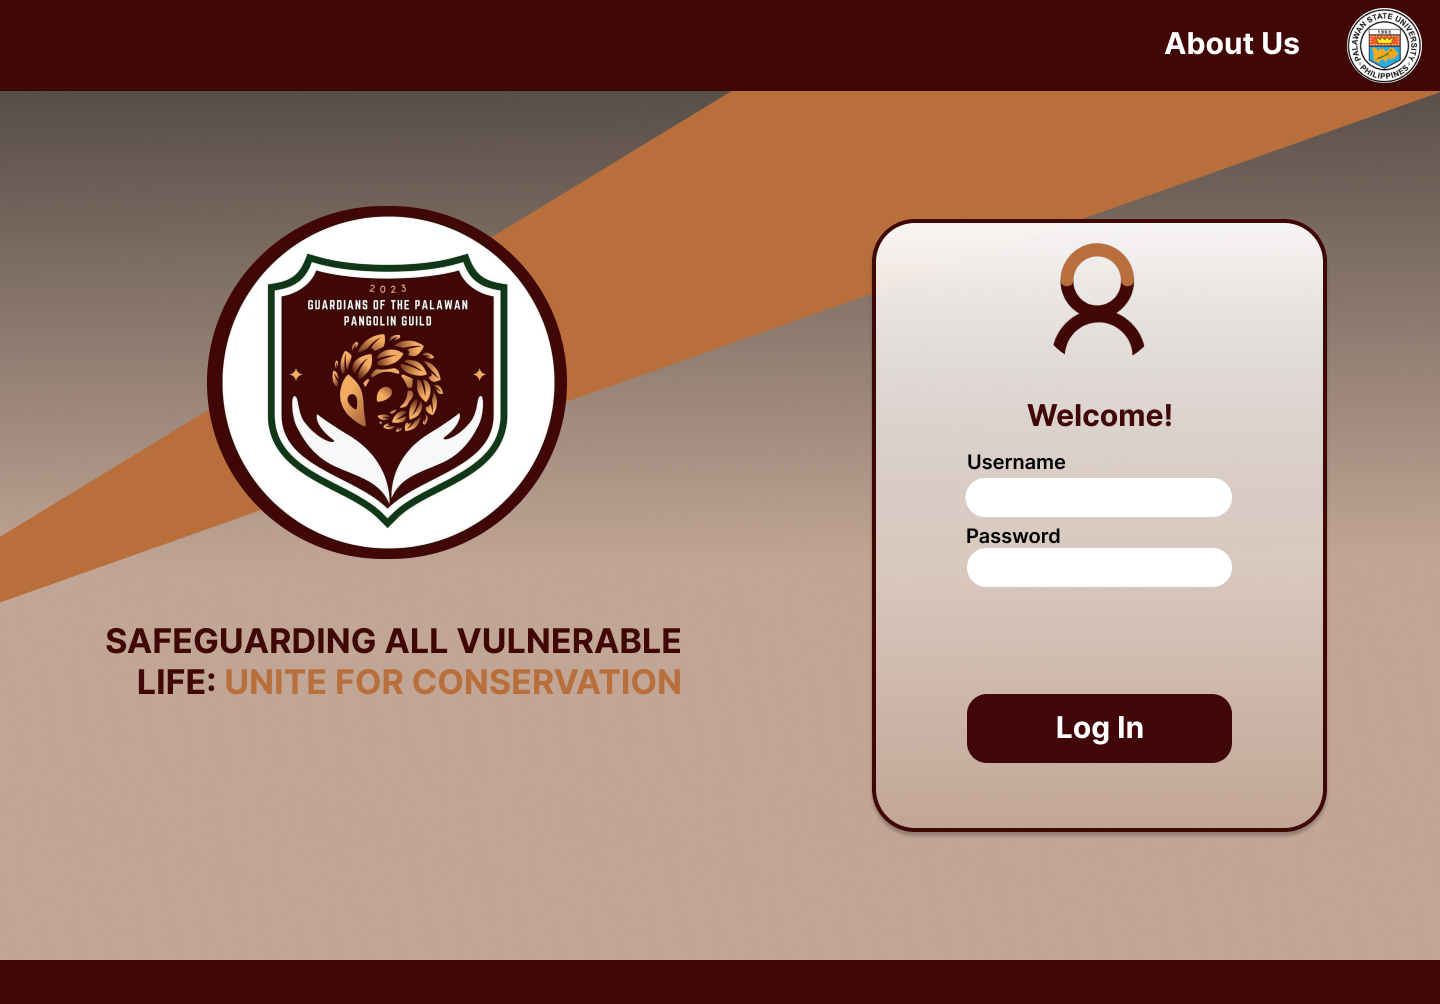 About Us
PALAWAN STATE UNIVERSITY
1965
PHILIPPINES
2023
GUARDIANS OF THE PALAWAN
PANGOLIN GUILD
SAFEGUARDING ALL VULNERABLE
LIFE: UNITE FOR CONSERVATION
Welcome!
Username
Password
Log In